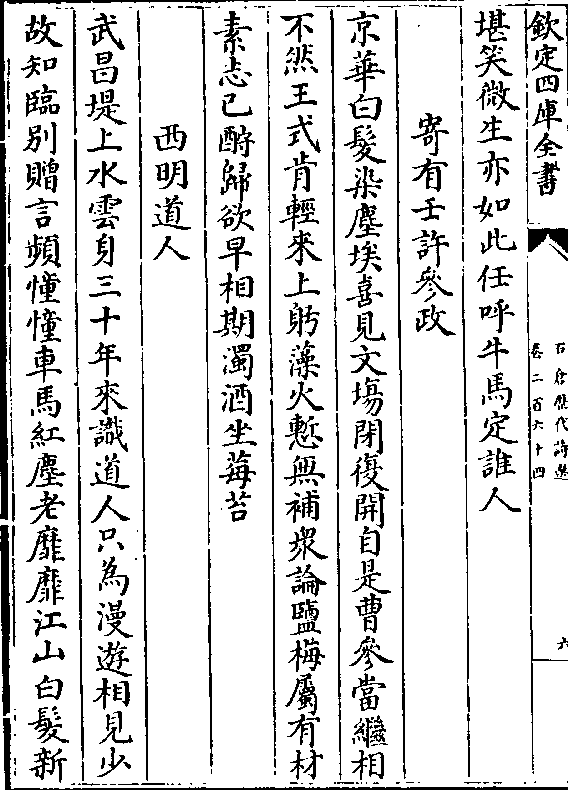 欽定四庫全書
石倉歷代詩選
卷二百六十四
六
堪笑微生亦如此任呼牛馬定誰人
寄有壬許參政
京華白髮染塵埃喜見文塲閉復開自是曹參當繼相
不然王式肯輕來上躬藻火慙無補衆論鹽梅屬有材
素志已酧歸欲早相期濁酒坐莓苔
西明道人
武昌堤上水雲身三十年來識道人只為漫遊相見少
故知臨別贈言頻憧憧車馬紅塵老靡靡江山白髮新